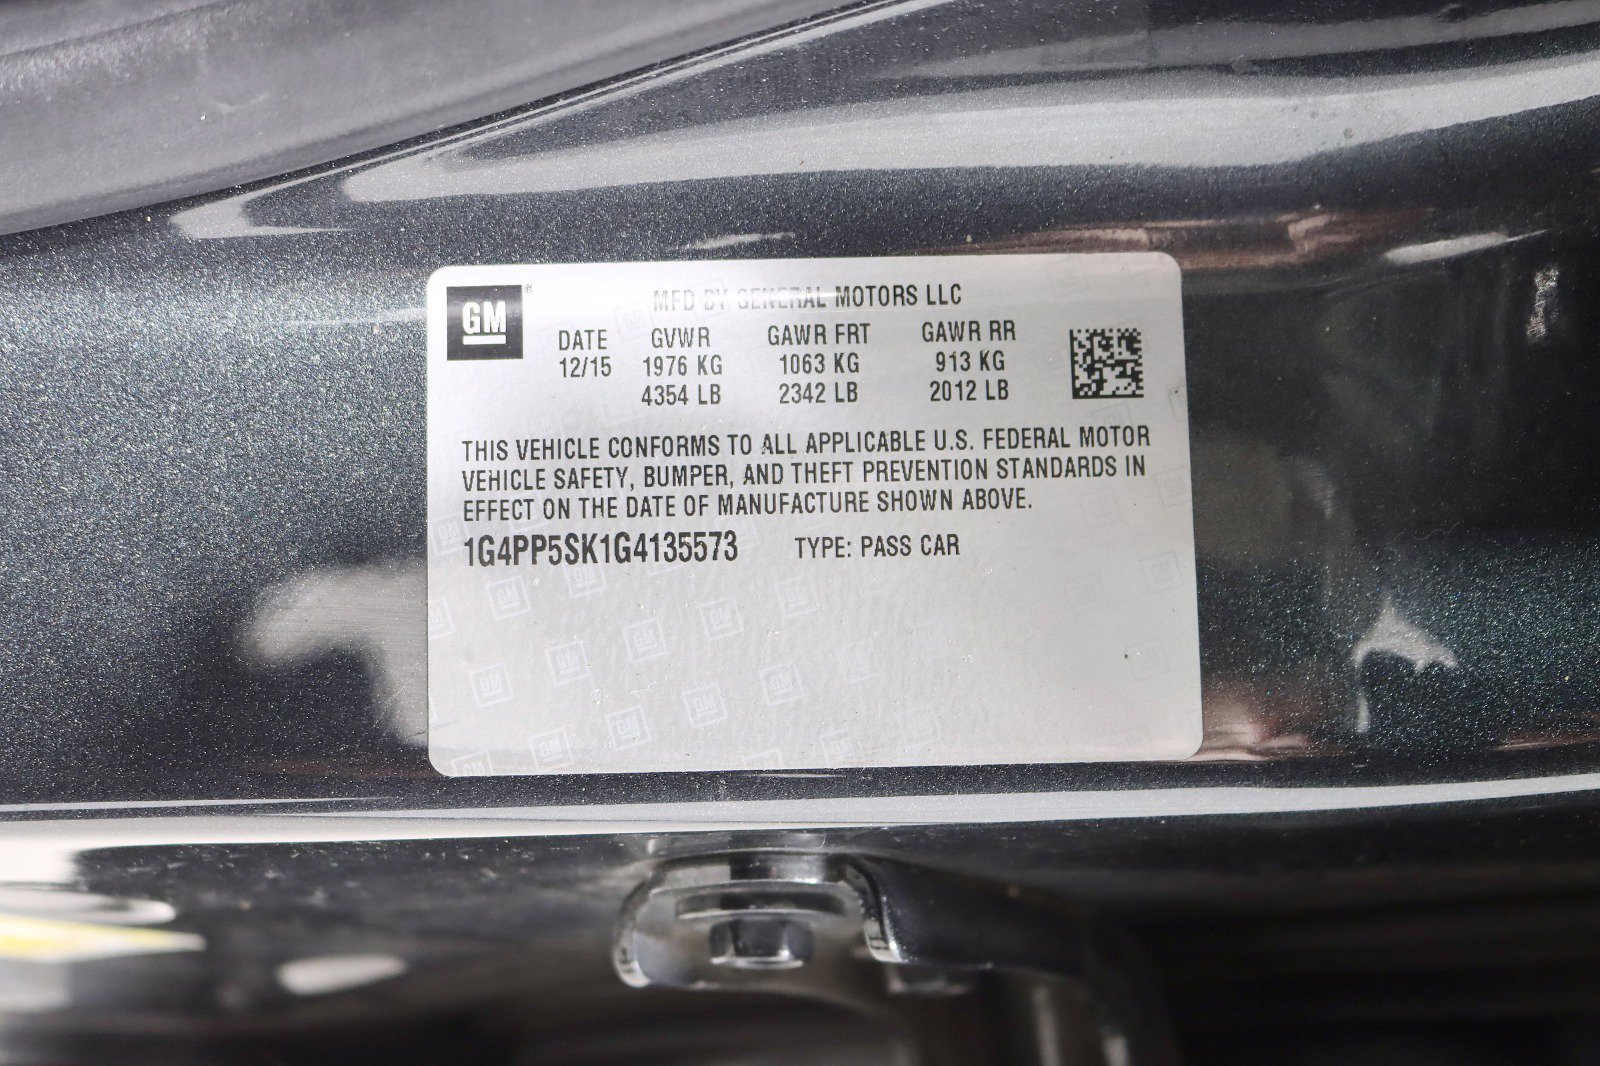 GM
MFD BY GENERAL MOTORS LLC
DATE GVWR GAWR FRT GAWR RR
12/15 1976 KG 1063 KG 913 KG
4354 LB 2342 LB 2012 LB
THIS VEHICLE CONFORMS TO ALL APPLICABLE U.S. FEDERAL MOTOR
VEHICLE SAFETY, BUMPER, AND THEFT PREVENTION STANDARDS IN
EFFECT ON THE DATE OF MANUFACTURE SHOWN ABOVE.
1G4PP5SK1G4135573 TYPE: PASS CAR